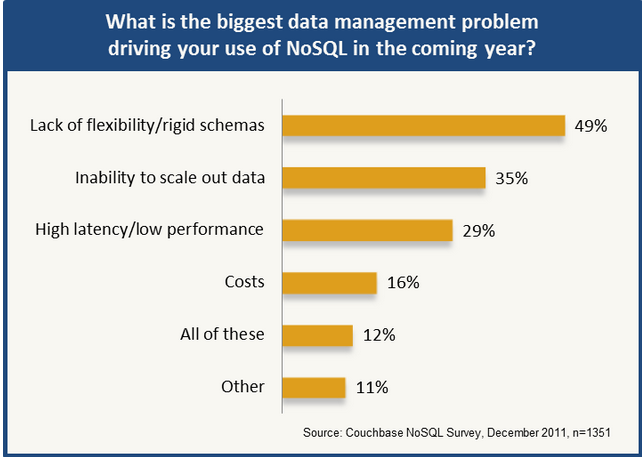 What is the biggest data management problem
driving your use of NoSQL in the coming year?
Lack of flexibility/rigid schemas 49%
Inability to scale out data 35%
High latency/low performance 29%
Costs 16%
All of these 12%
Other 11%
Source: Couchbase NoSQL Survey, December 2011, n=1351